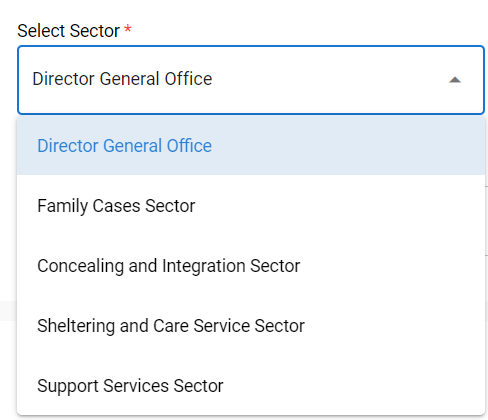 Select Sector *
Director General Office
Director General Office
Family Cases Sector
Concealing and Integration Sector
Sheltering and Care Service Sector
Support Services Sector